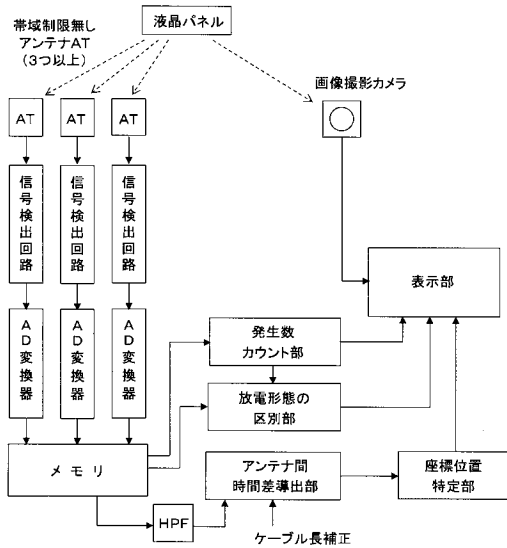 液晶パネル
帯域制限無し
アンテナAT
(3つ以上)
画像撮影カメラ
AT
AT
AT
信号検出回路
信号検出回路
信号検出回路
表示部
AD変換器
AD変換器
AD変換器
発生数
カウント部
放電形態の
区別部
メモリ
アンテナ間
時間差導出部
座標位置
特定部
HPF
ケーブル長補正